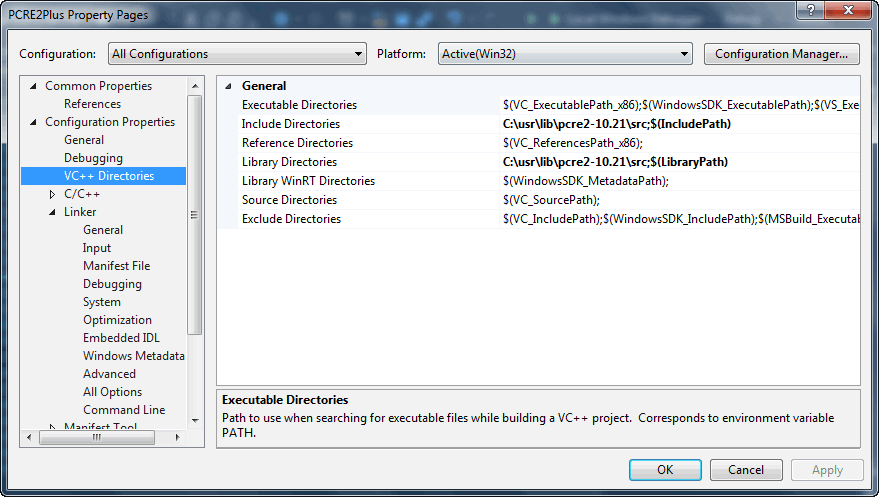 PCRE2Plus Property Pages
Configuration: All Configurations Platform: Active(Win32) Configuration Manager...
Common Properties
References
Configuration Properties
General
Debugging
VC++ Directories
C/C++
Linker
General
Input
Manifest File
Debugging
System
Optimization
Embedded IDL
Windows Metadata
Advanced
All Options
Command Line
Manifest Tool
General
Executable Directories $(VC_ExecutablePath_x86);$(WindowsSDK_ExecutablePath);$(VS_Exe
Include Directories C:\usr\lib\pcre2-10.21\src;$(IncludePath)
Reference Directories $(VC_ReferencesPath_x86);
Library Directories C:\usr\lib\pcre2-10.21\src;$(LibraryPath)
Library WinRT Directories $(WindowsSDK_MetadataPath);
Source Directories $(VC_SourcePath);
Exclude Directories $(VC_IncludePath);$(WindowsSDK_IncludePath);$(MSBuild_Executab
Executable Directories
Path to use when searching for executable files while building a VC++ project. Corresponds to environment variable
PATH.
OK Cancel Apply